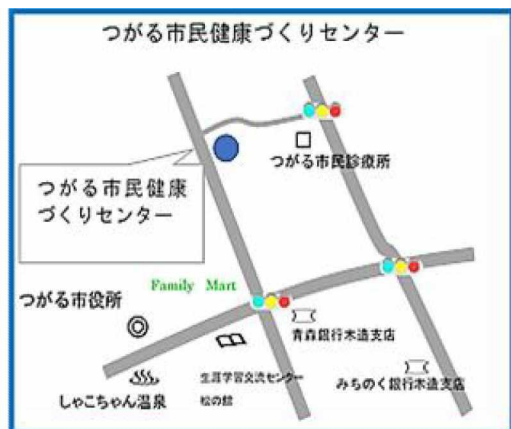 つがる市民健康づくりセンター
つがる市民診療所
つがる市民健康
づくりセンター
Family Mart
つがる市役所
青森銀行木造支店
生涯学習交流センター
松の館
みちのく銀行木造支店
しゃこちゃん温泉